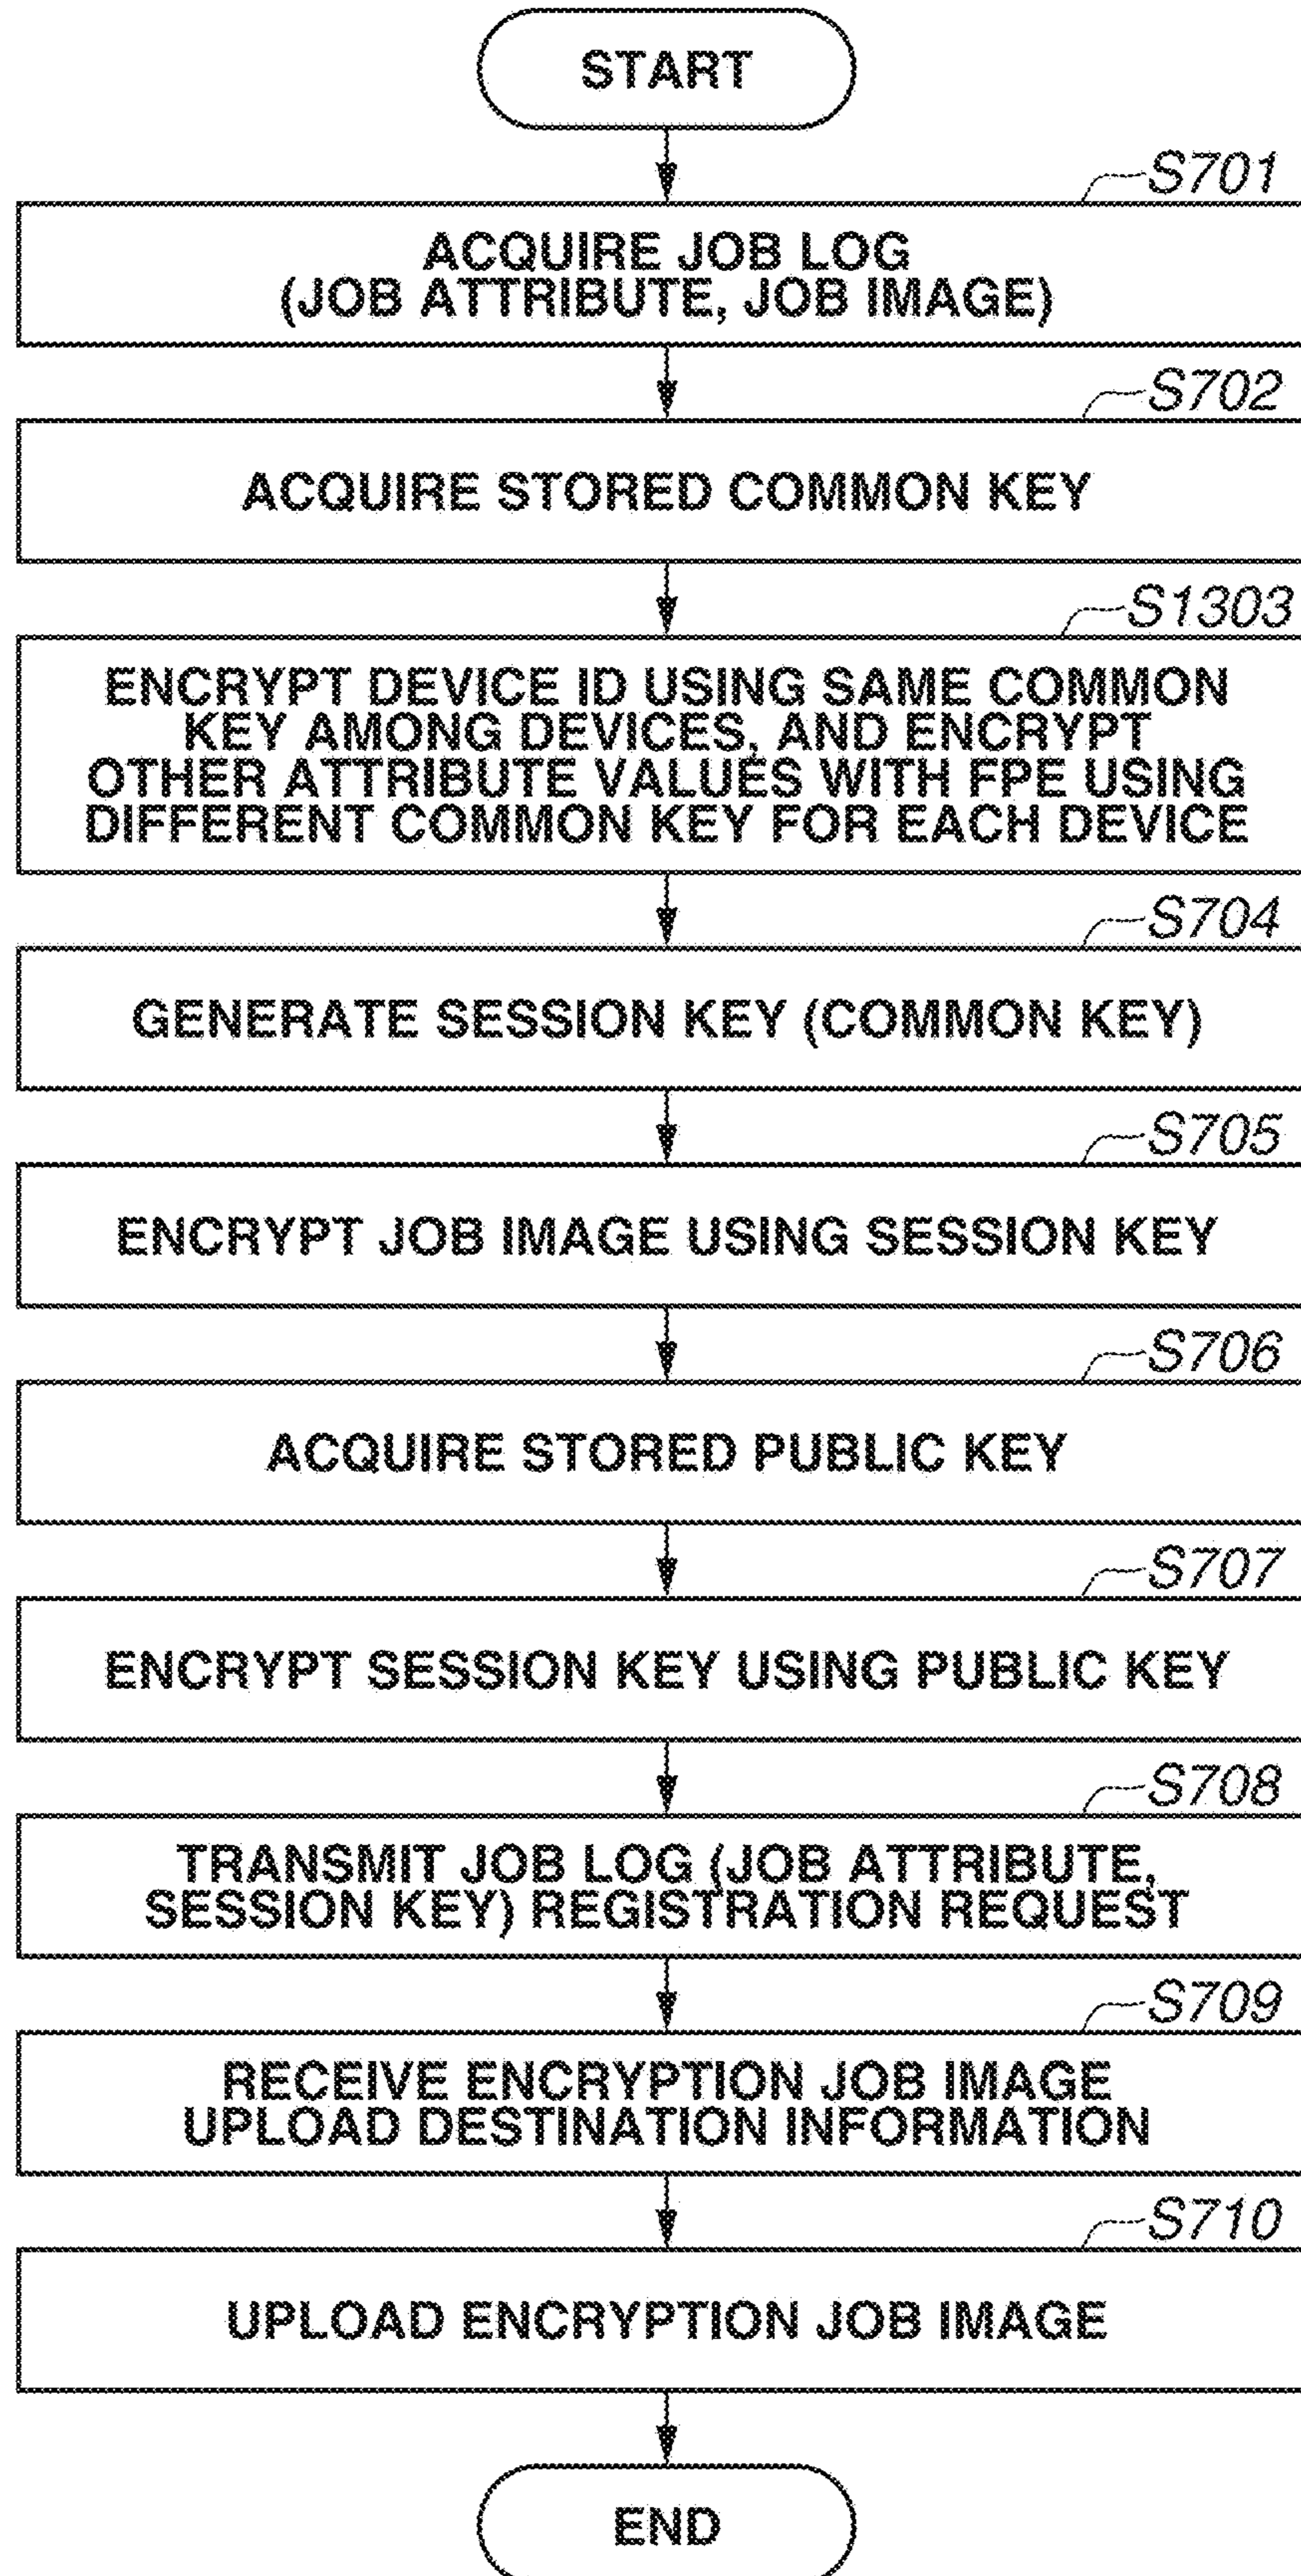 START
S701
ACQUIRE JOB LOG
(JOB ATTRIBUTE, JOB IMAGE)
S702
ACQUIRE STORED COMMON KEY
S1303
ENCRYPT DEVICE ID USING SAME COMMON
KEY AMONG DEVICES, AND ENCRYPT
OTHER ATTRIBUTE VALUES WITH FPE USING
DIFFERENT COMMON KEY FOR EACH DEVICE
S704
GENERATE SESSION KEY (COMMON KEY)
S705
ENCRYPT JOB IMAGE USING SESSION KEY
S706
ACQUIRE STORED PUBLIC KEY
S707
ENCRYPT SESSION KEY USING PUBLIC KEY
S708
TRANSMIT JOB LOG (JOB ATTRIBUTE,
SESSION KEY) REGISTRATION REQUEST
S709
RECEIVE ENCRYPTION JOB IMAGE
UPLOAD DESTINATION INFORMATION
S710
UPLOAD ENCRYPTION JOB IMAGE
END